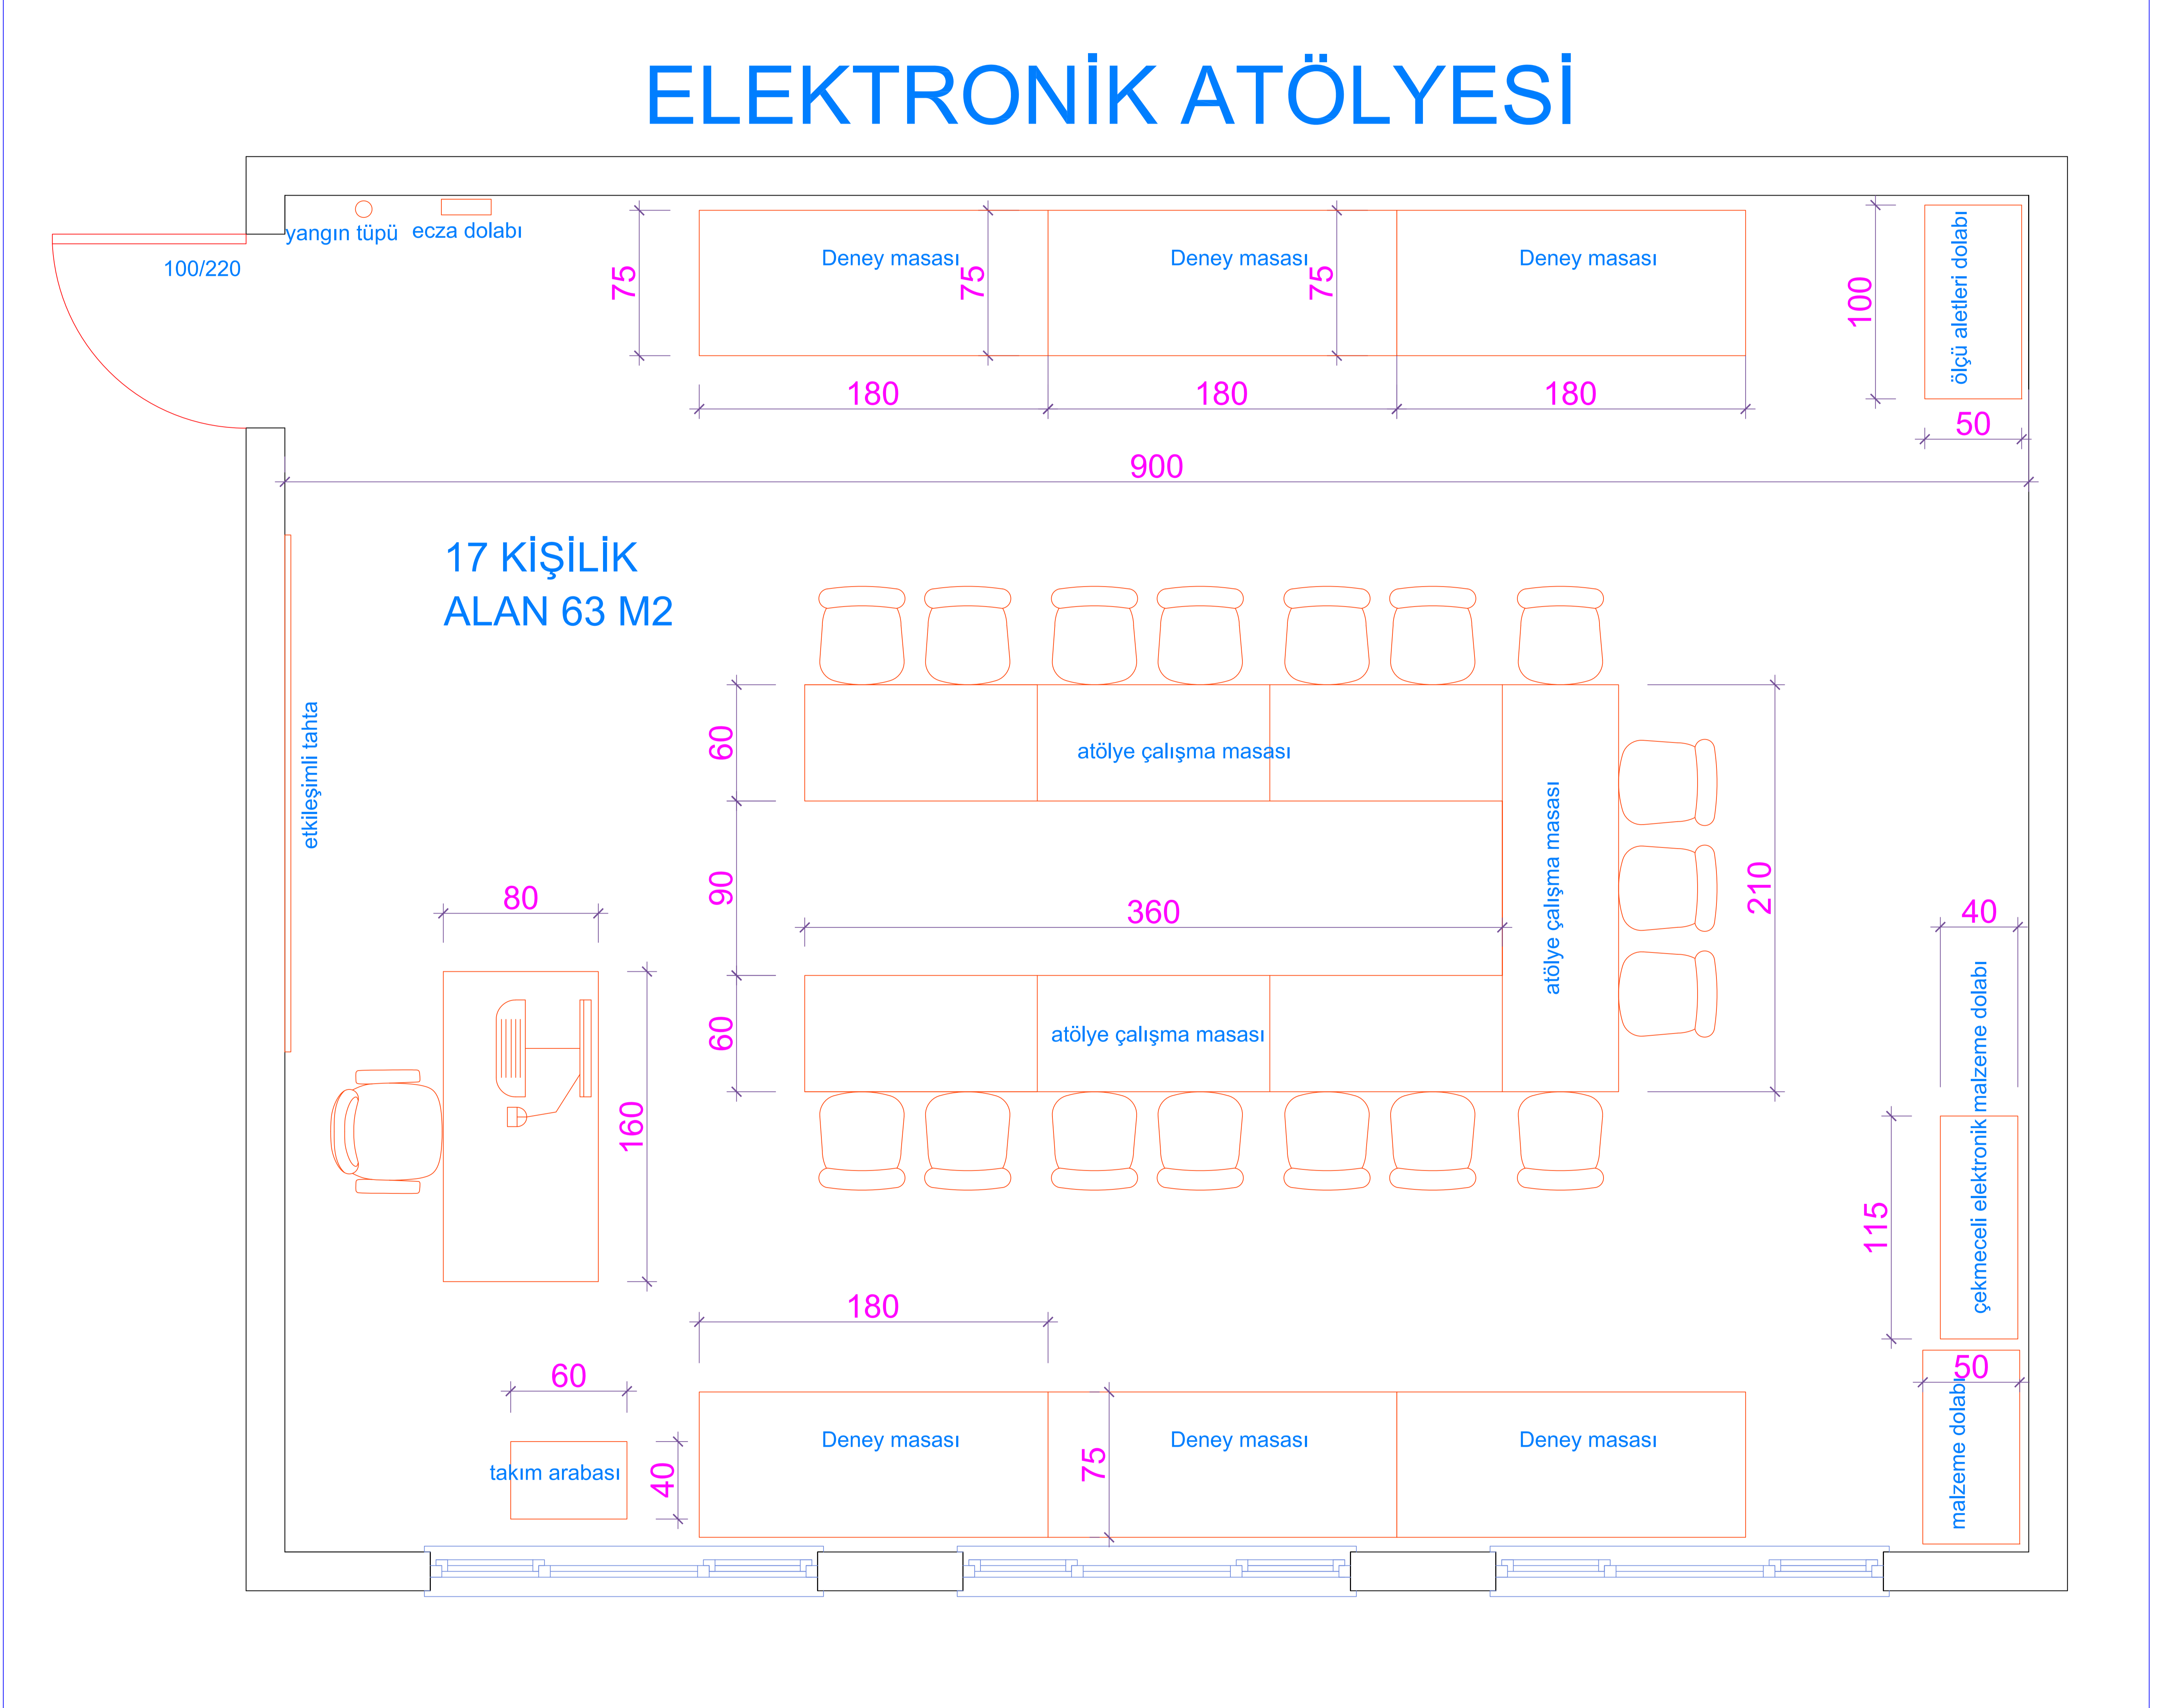 ELEKTRONİK ATÖLYESİ
yangın tüpü
ecza dolabı
100/220
75
Deney masası
75
Deney masası
75
Deney masası
100
ölçü aletleri dolabı
180
180
180
50
900
17 KİŞİLİK
ALAN 63 M2
etkileşimli tahta
60
atölye çalışma masası
atölye çalışma masası
90
360
210
80
40
60
atölye çalışma masası
160
çekmeceli elektronik malzeme dolabı
115
180
60
50
takım arabası
40
Deney masası
75
Deney masası
Deney masası
malzeme dolabı